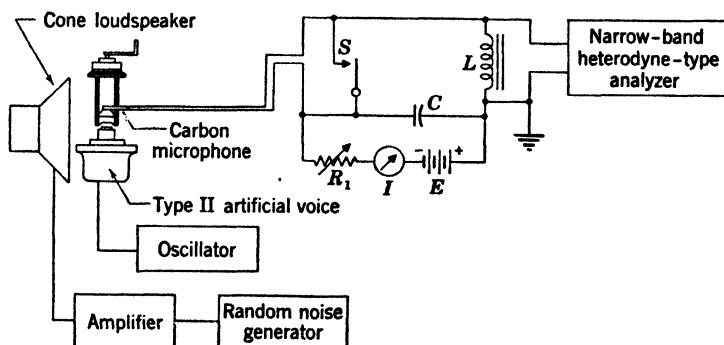 Cone loudspeaker
S
L
Narrow-band
heterodyne-type
analyzer
C
Carbon
microphone
R1
I
- E +
Type II artificial voice
Oscillator
Amplifier
Random noise
generator